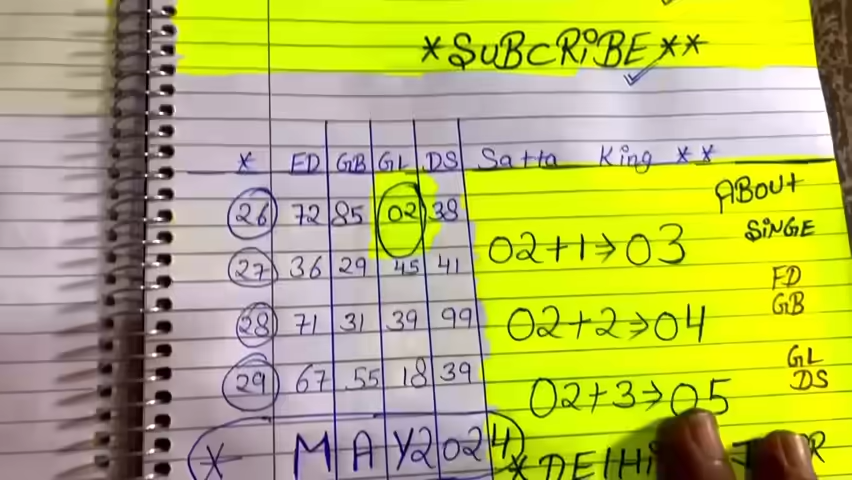 *SUBCRiBE**
* FD GB GL DS Satta King **
26 72 85 02 38
27 36 29 45 41
28 71 31 39 99
29 67 55 18 39
* MAY2024
ABOUT
SiNGE
02+1→03
FD
GB
02+2→04
GL
DS
02+3→05
*DELHi